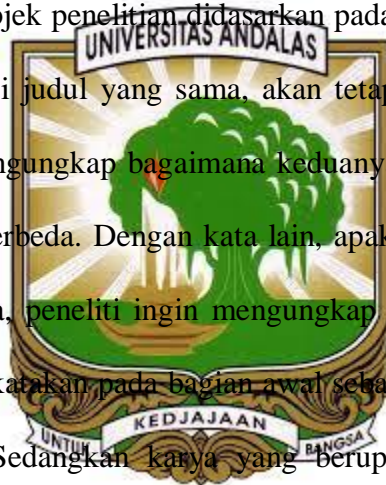 ojek penelitian didasarkan pada
UNIVERSITAS ANDALAS
i judul yang sama, akan tetap
ngungkap bagaimana keduany
erbeda. Dengan kata lain, apak
a, peneliti ingin mengungkap
katakan pada bagian awal seba
KEDJAJAAN
UNTUK BANGSA
Sedangkan karya yang berup